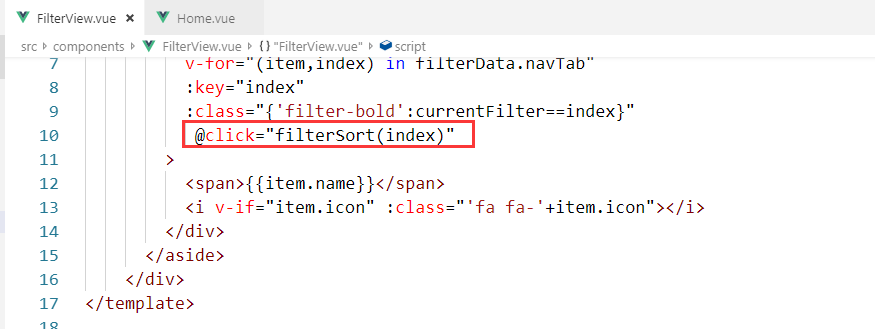 FilterView.vue × Home.vue
src > components > FilterView.vue > {} "FilterView.vue" > script
7 v-for="(item,index) in filterData.navTab"
8 :key="index"
9 :class="{'filter-bold':currentFilter==index}"
10 @click="filterSort(index)"
11 >
12 <span>{{item.name}}</span>
13 <i v-if="item.icon" :class="'fa fa-'+item.icon"></i>
14 </div>
15 </aside>
16 </div>
17 </template>
18